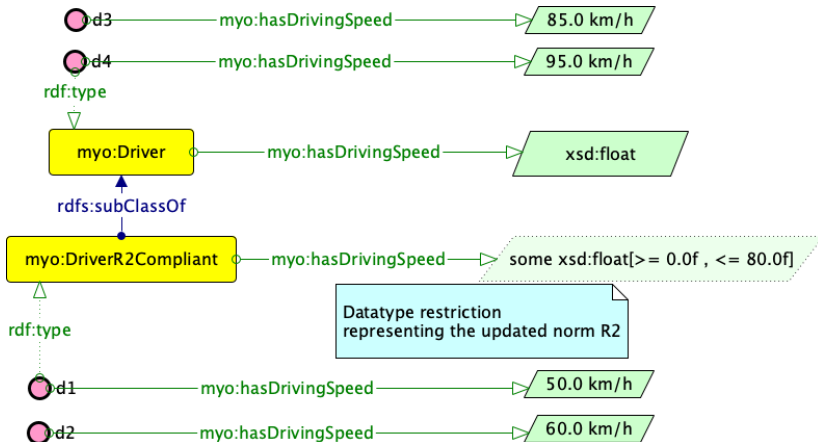 d3 myo:hasDrivingSpeed 85.0 km/h
d4 myo:hasDrivingSpeed 95.0 km/h
rdf:type
myo:Driver myo:hasDrivingSpeed xsd:float
rdfs:subClassOf
myo:DriverR2Compliant myo:hasDrivingSpeed some xsd:float[>= 0.0f , <= 80.0f]
Datatype restriction
representing the updated norm R2
rdf:type
d1 myo:hasDrivingSpeed 50.0 km/h
d2 myo:hasDrivingSpeed 60.0 km/h